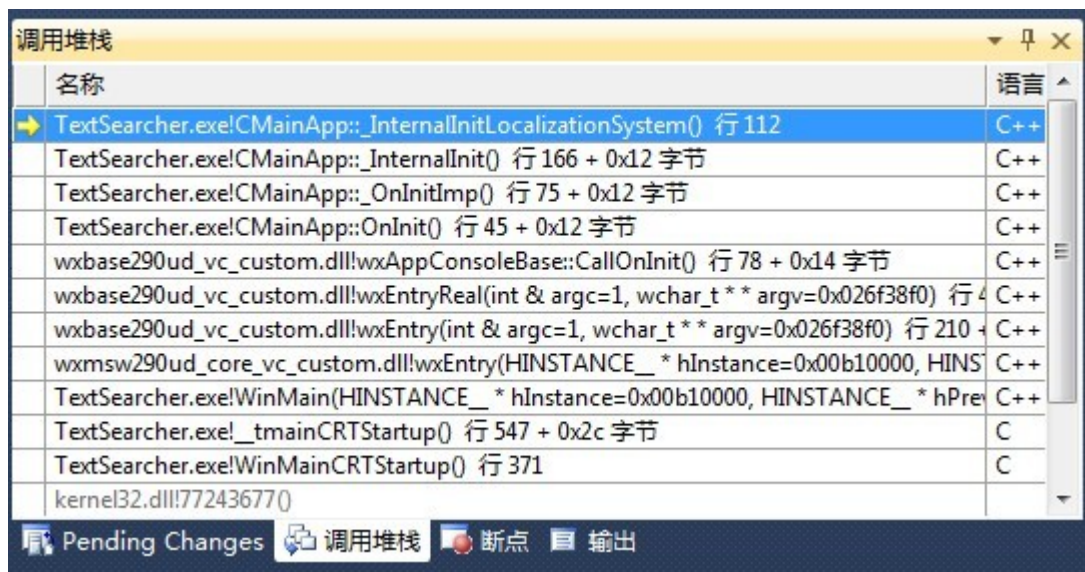 调用堆栈
名称 语言
TextSearcher.exe!CMainApp::_InternalInitLocalizationSystem() 行 112 C++
TextSearcher.exe!CMainApp::_InternalInit() 行 166 + 0x12 字节 C++
TextSearcher.exe!CMainApp::_OnInitImp() 行 75 + 0x12 字节 C++
TextSearcher.exe!CMainApp::OnInit() 行 45 + 0x12 字节 C++
wxbase290ud_vc_custom.dll!wxAppConsoleBase::CallOnInit() 行 78 + 0x14 字节 C++
wxbase290ud_vc_custom.dll!wxEntryReal(int & argc=1, wchar_t * * argv=0x026f38f0) 行 4 C++
wxbase290ud_vc_custom.dll!wxEntry(int & argc=1, wchar_t * * argv=0x026f38f0) 行 210 + C++
wxmsw290ud_core_vc_custom.dll!wxEntry(HINSTANCE__ * hInstance=0x00b10000, HINST C++
TextSearcher.exe!WinMain(HINSTANCE__ * hInstance=0x00b10000, HINSTANCE__ * hPrev C++
TextSearcher.exe!__tmainCRTStartup() 行 547 + 0x2c 字节 C
TextSearcher.exe!WinMainCRTStartup() 行 371 C
kernel32.dll!77243677()
Pending Changes 调用堆栈 断点 输出